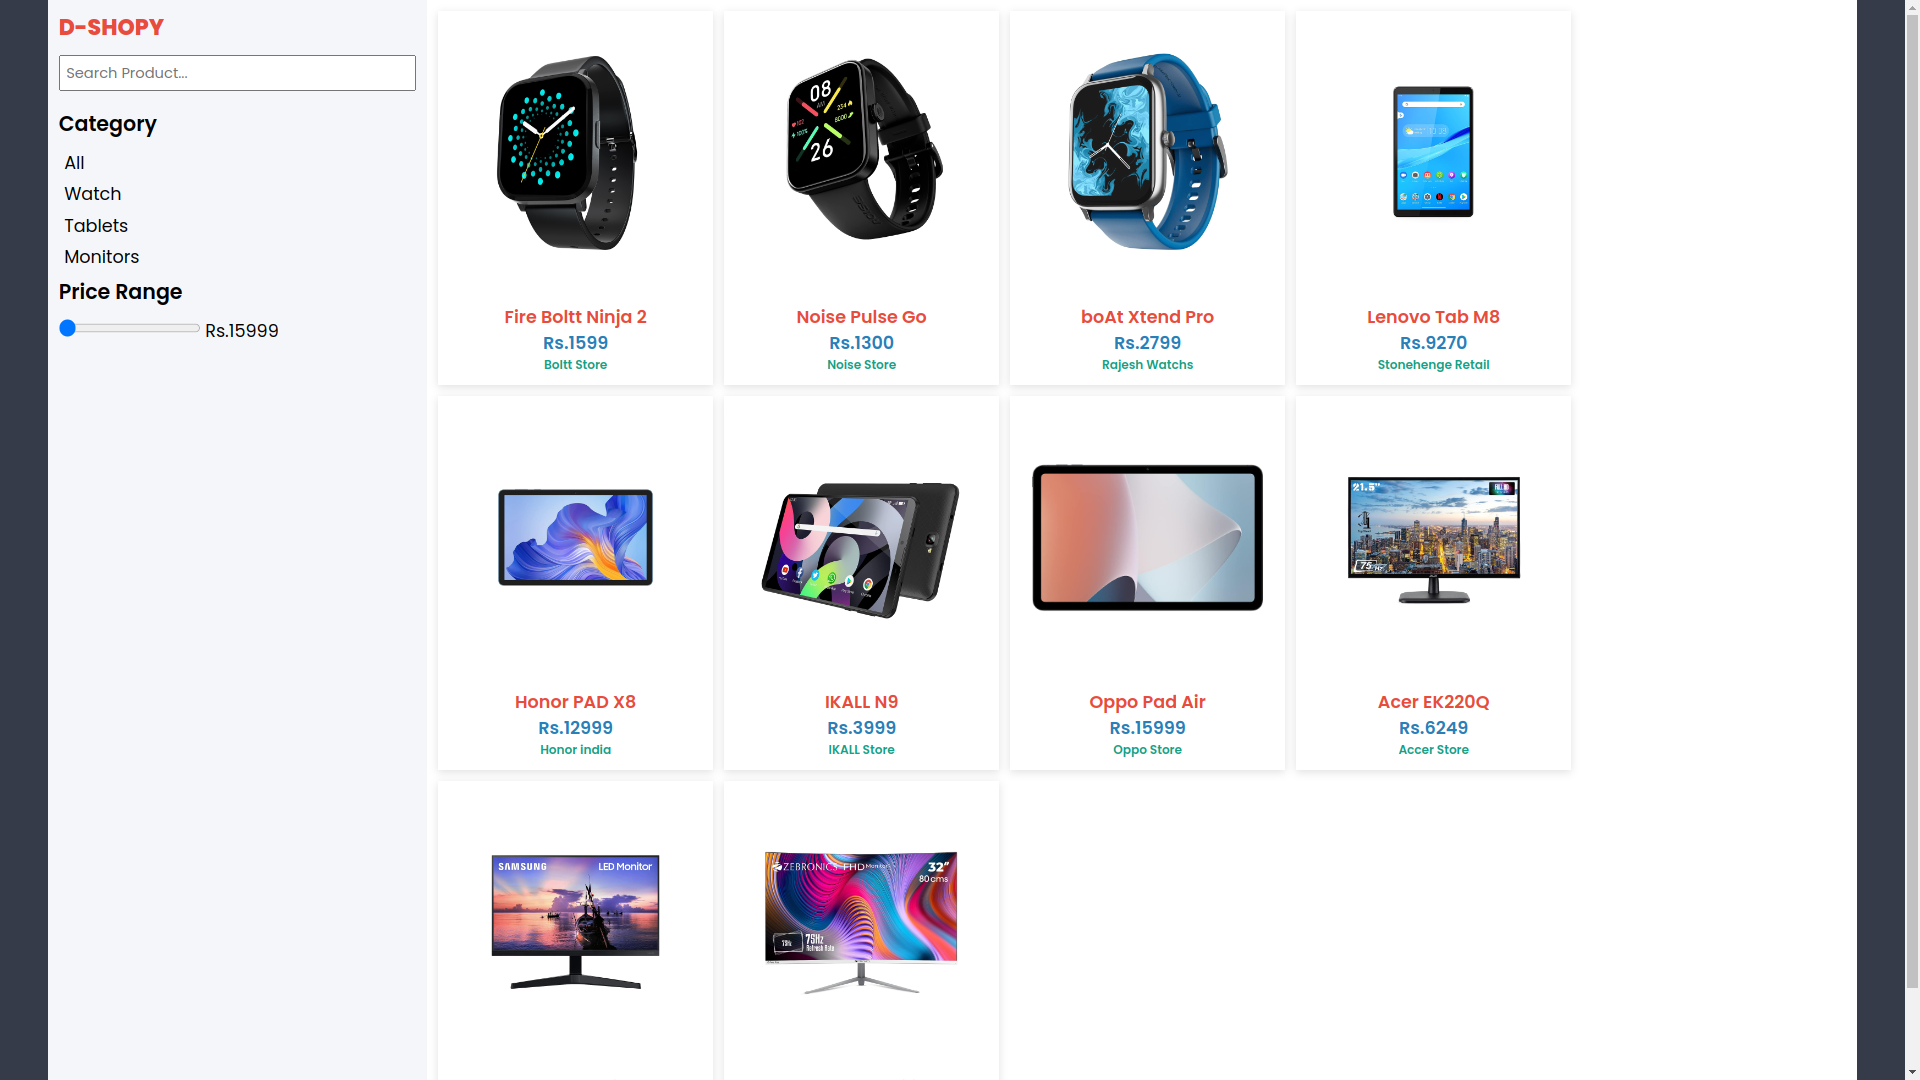 D-SHOPY
Search Product...
Category
All
Watch
Tablets
Monitors
Price Range
Rs.15999
08
26
Fire Boltt Ninja 2
Rs.1599
Boltt Store
Noise Pulse Go
Rs.1300
Noise Store
boAt Xtend Pro
Rs.2799
Rajesh Watchs
Lenovo Tab M8
Rs.9270
Stonehenge Retail
21.5"
75 Hz
Honor PAD X8
Rs.12999
Honor india
IKALL N9
Rs.3999
IKALL Store
Oppo Pad Air
Rs.15999
Oppo Store
Acer EK220Q
Rs.6249
Accer Store
SAMSUNG
LED Monitor
ZEBRONICS FHD Monitor
32"
80 cms
75Hz
Refresh Rate